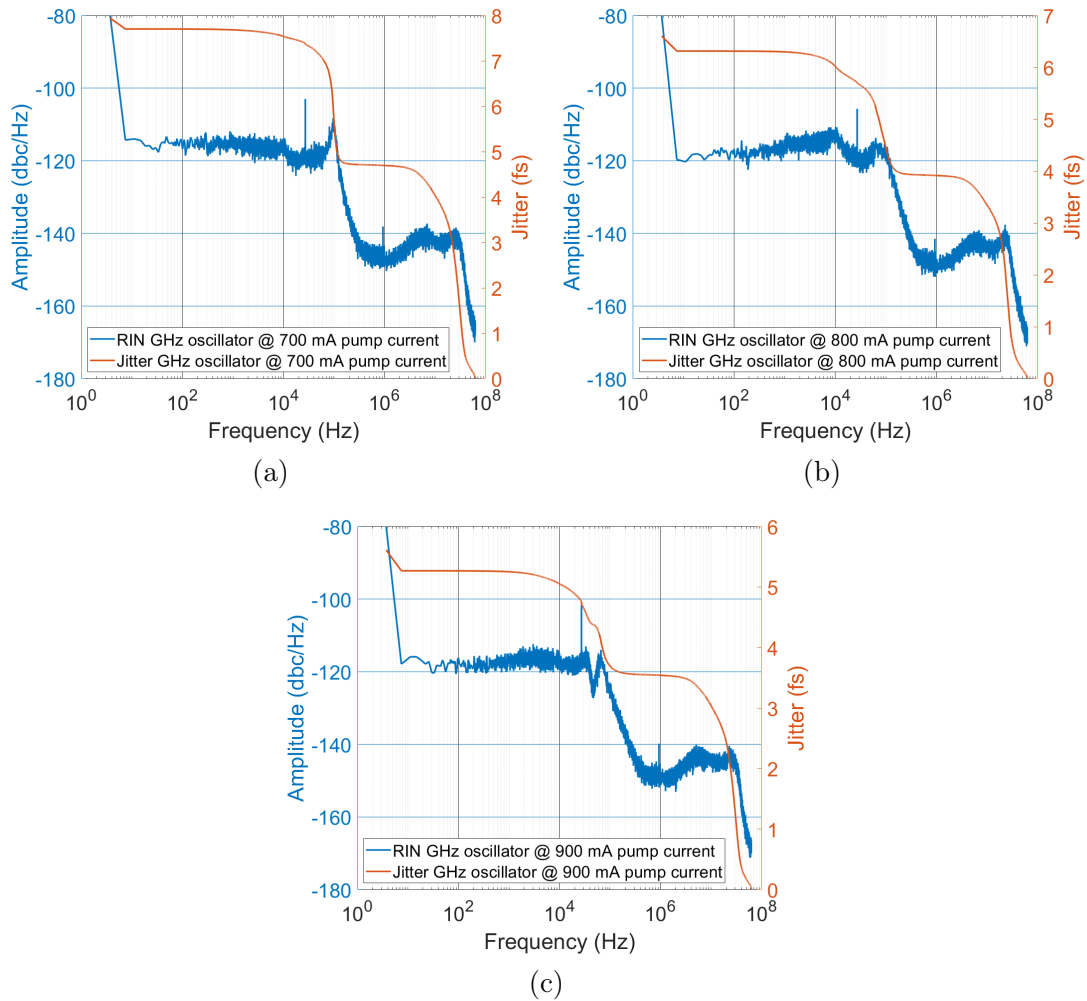 -80
-100
-120
-140
-160
-180
Amplitude (dbc/Hz)
8
7
6
5
4
3
2
1
0
Jitter (fs)
RIN GHz oscillator @ 700 mA pump current
Jitter GHz oscillator @ 700 mA pump current
10^0 10^2 10^4 10^6 10^8
Frequency (Hz)
(a)
-80
-100
-120
-140
-160
-180
Amplitude (dbc/Hz)
7
6
5
4
3
2
1
0
Jitter (fs)
RIN GHz oscillator @ 800 mA pump current
Jitter GHz oscillator @ 800 mA pump current
10^0 10^2 10^4 10^6 10^8
Frequency (Hz)
(b)
-80
-100
-120
-140
-160
-180
Amplitude (dbc/Hz)
6
5
4
3
2
1
0
Jitter (fs)
RIN GHz oscillator @ 900 mA pump current
Jitter GHz oscillator @ 900 mA pump current
10^0 10^2 10^4 10^6 10^8
Frequency (Hz)
(c)